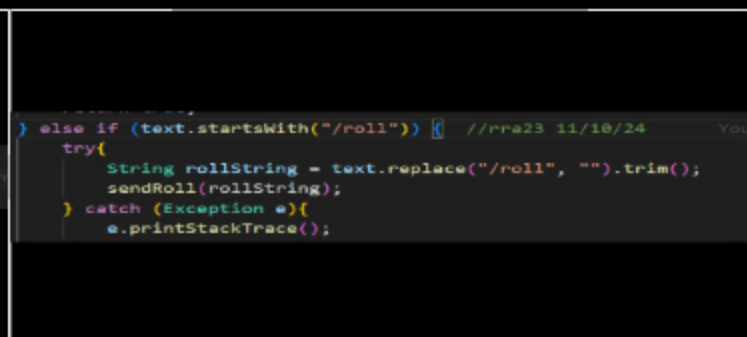 } else if (text.startsWith("/roll")) { //rra23 11/10/24 You
try{
String rollString = text.replace("/roll", "").trim();
sendRoll(rollString);
} catch (Exception e){
e.printStackTrace();